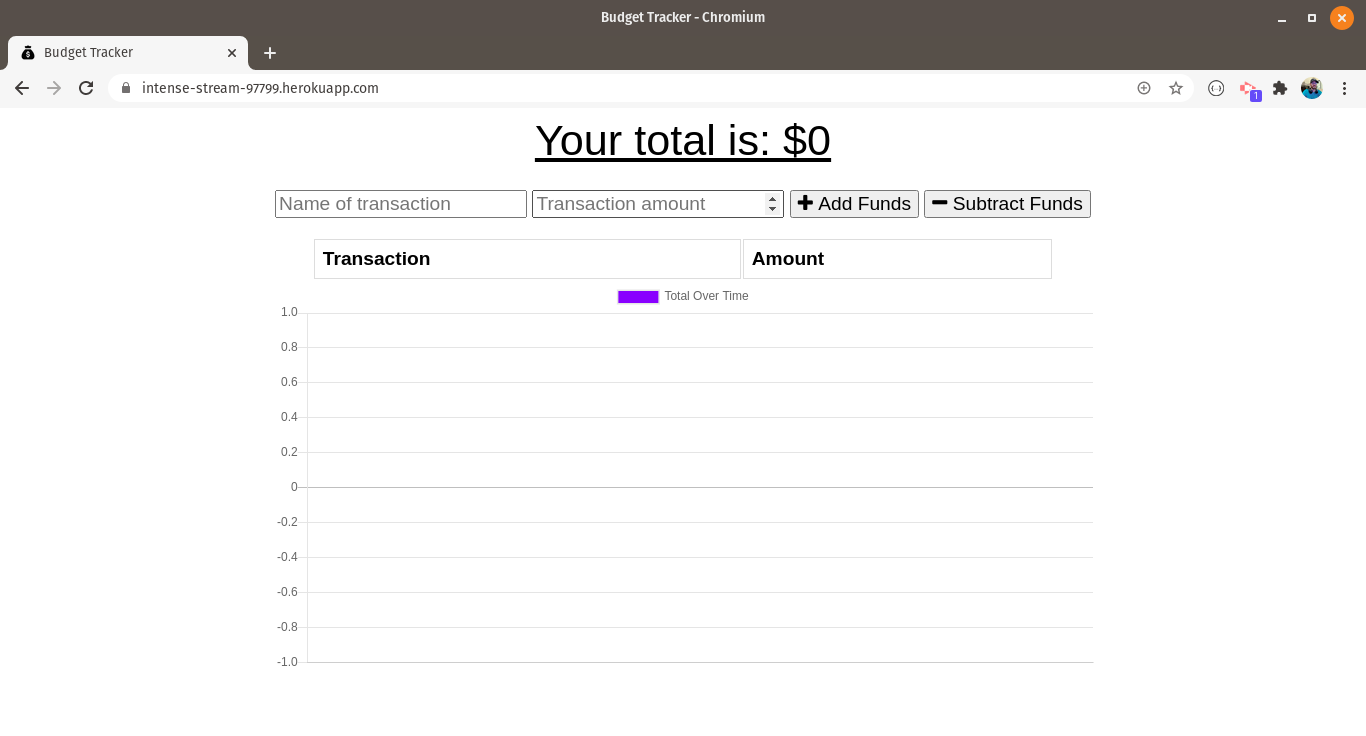 Budget Tracker - Chromium
Budget Tracker
intense-stream-97799.herokuapp.com
1
Your total is: $0
Name of transaction Transaction amount Add Funds Subtract Funds
Transaction Amount
Total Over Time
1.0
0.8
0.6
0.4
0.2
0
-0.2
-0.4
-0.6
-0.8
-1.0